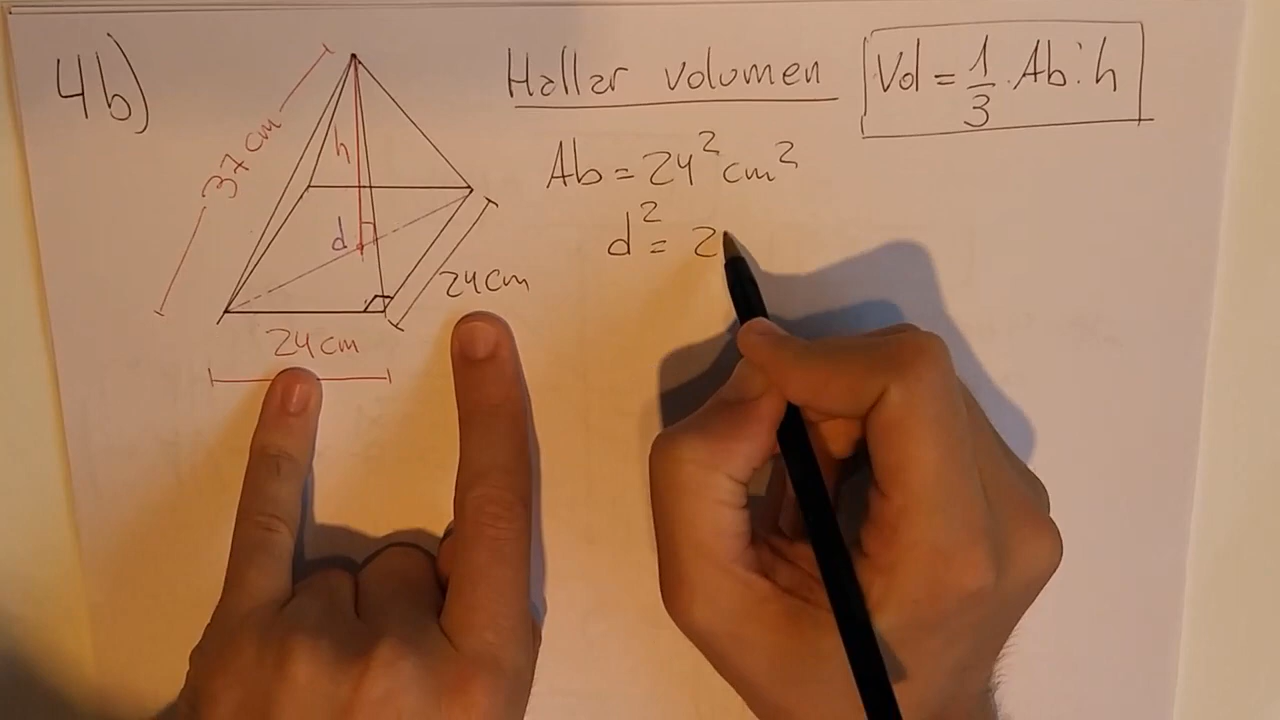 4b)
Hallar volumen
Vol = 1/3 · Ab · h
37 cm
h
d
24 cm
24 cm
Ab = 24² cm²
d² = 2